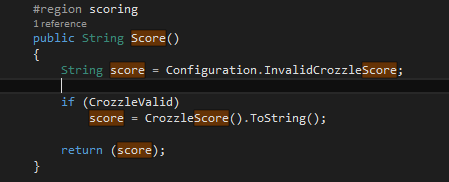 #region scoring
1 reference
public String Score()
{
String score = Configuration.InvalidCrozzleScore;
if (CrozzleValid)
score = CrozzleScore().ToString();
return (score);
}